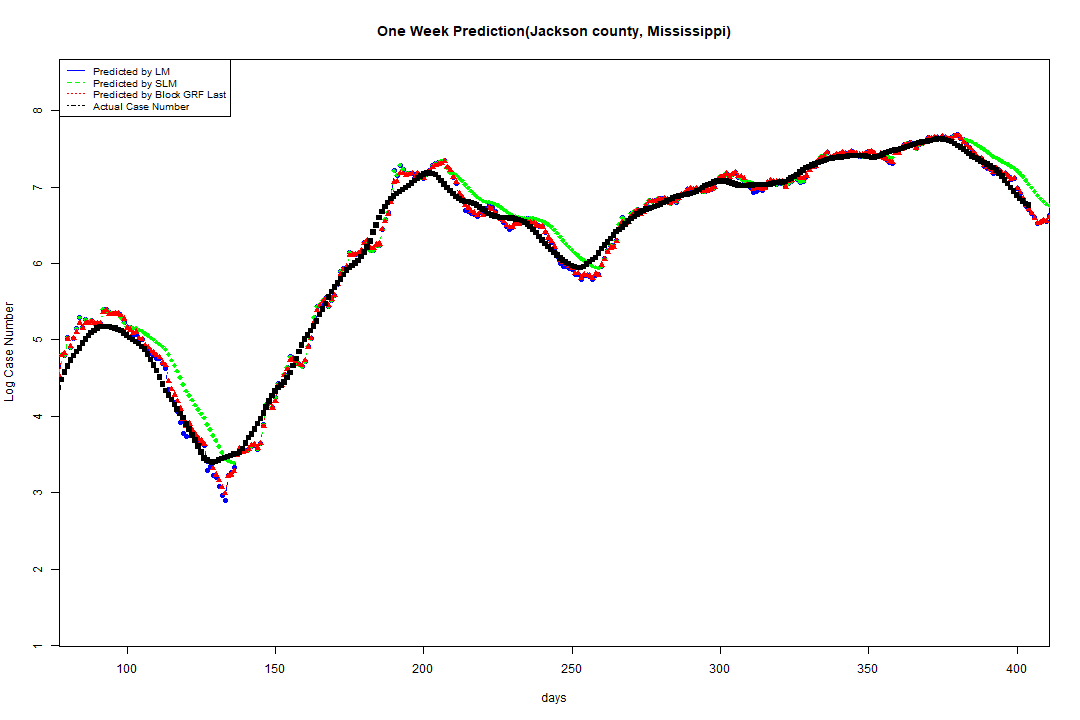 One Week Prediction(Jackson county, Mississippi)
Predicted by LM
Predicted by SLM
Predicted by Block GRF Last
Actual Case Number
8
7
6
5
4
3
2
1
Log Case Number
100 150 200 250 300 350 400
days